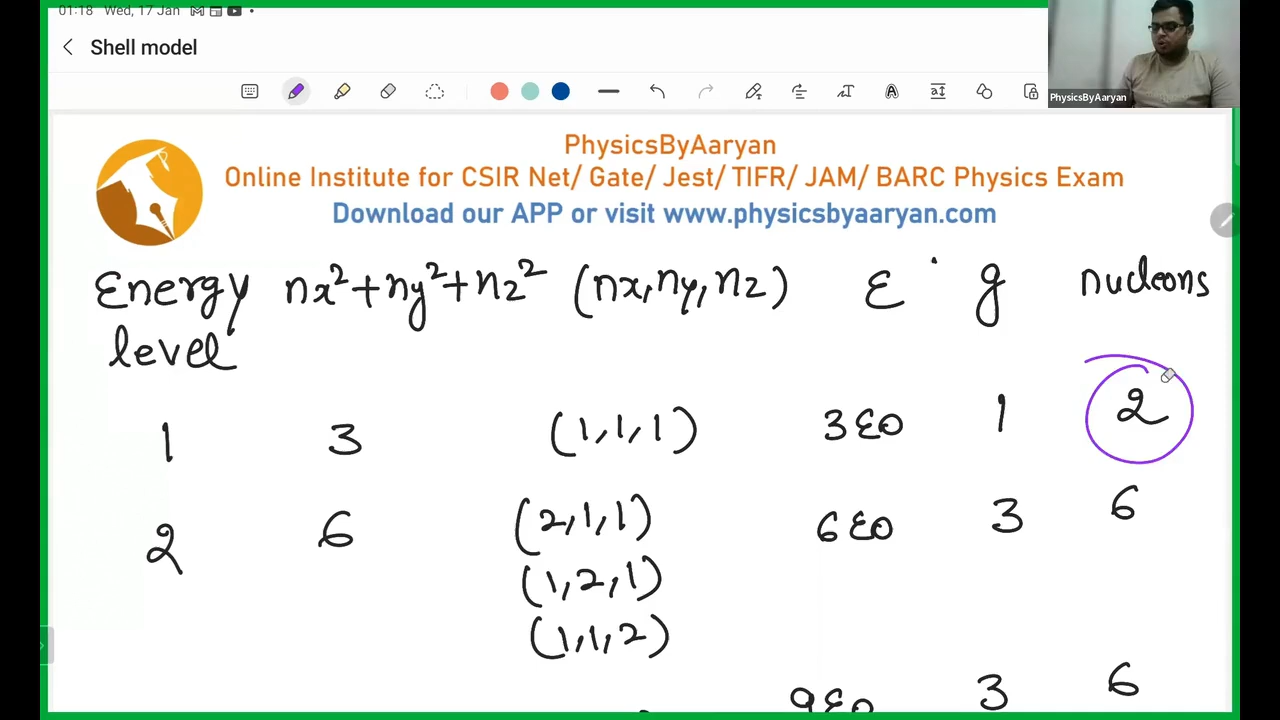 01:18 Wed, 17 Jan
Shell model
PhysicsByAaryan
PhysicsByAaryan
Online Institute for CSIR Net/ Gate/ Jest/ TIFR/ JAM/ BARC Physics Exam
Download our APP or visit www.physicsbyaaryan.com
Energy level nx²+ny²+nz² (nx,ny,nz) ε g nucleons
1 3 (1,1,1) 3ε0 1 2
2 6 (2,1,1) 6ε0 3 6
(1,2,1)
(1,1,2)
9ε0 3 6